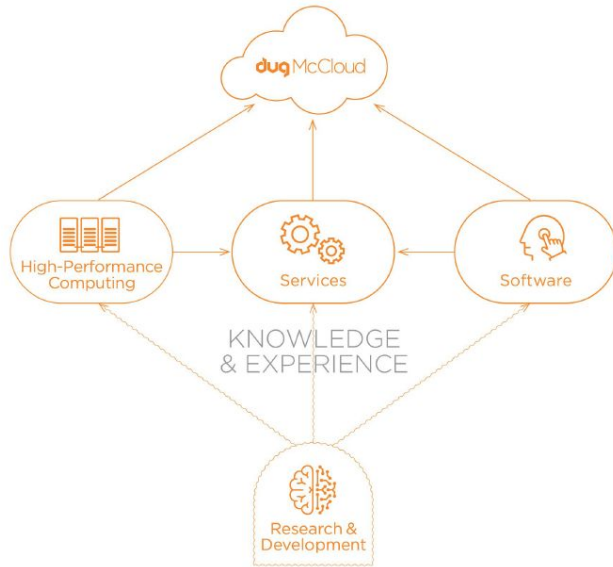 dug McCloud
High-Performance
Computing
Services
Software
KNOWLEDGE
& EXPERIENCE
Research &
Development